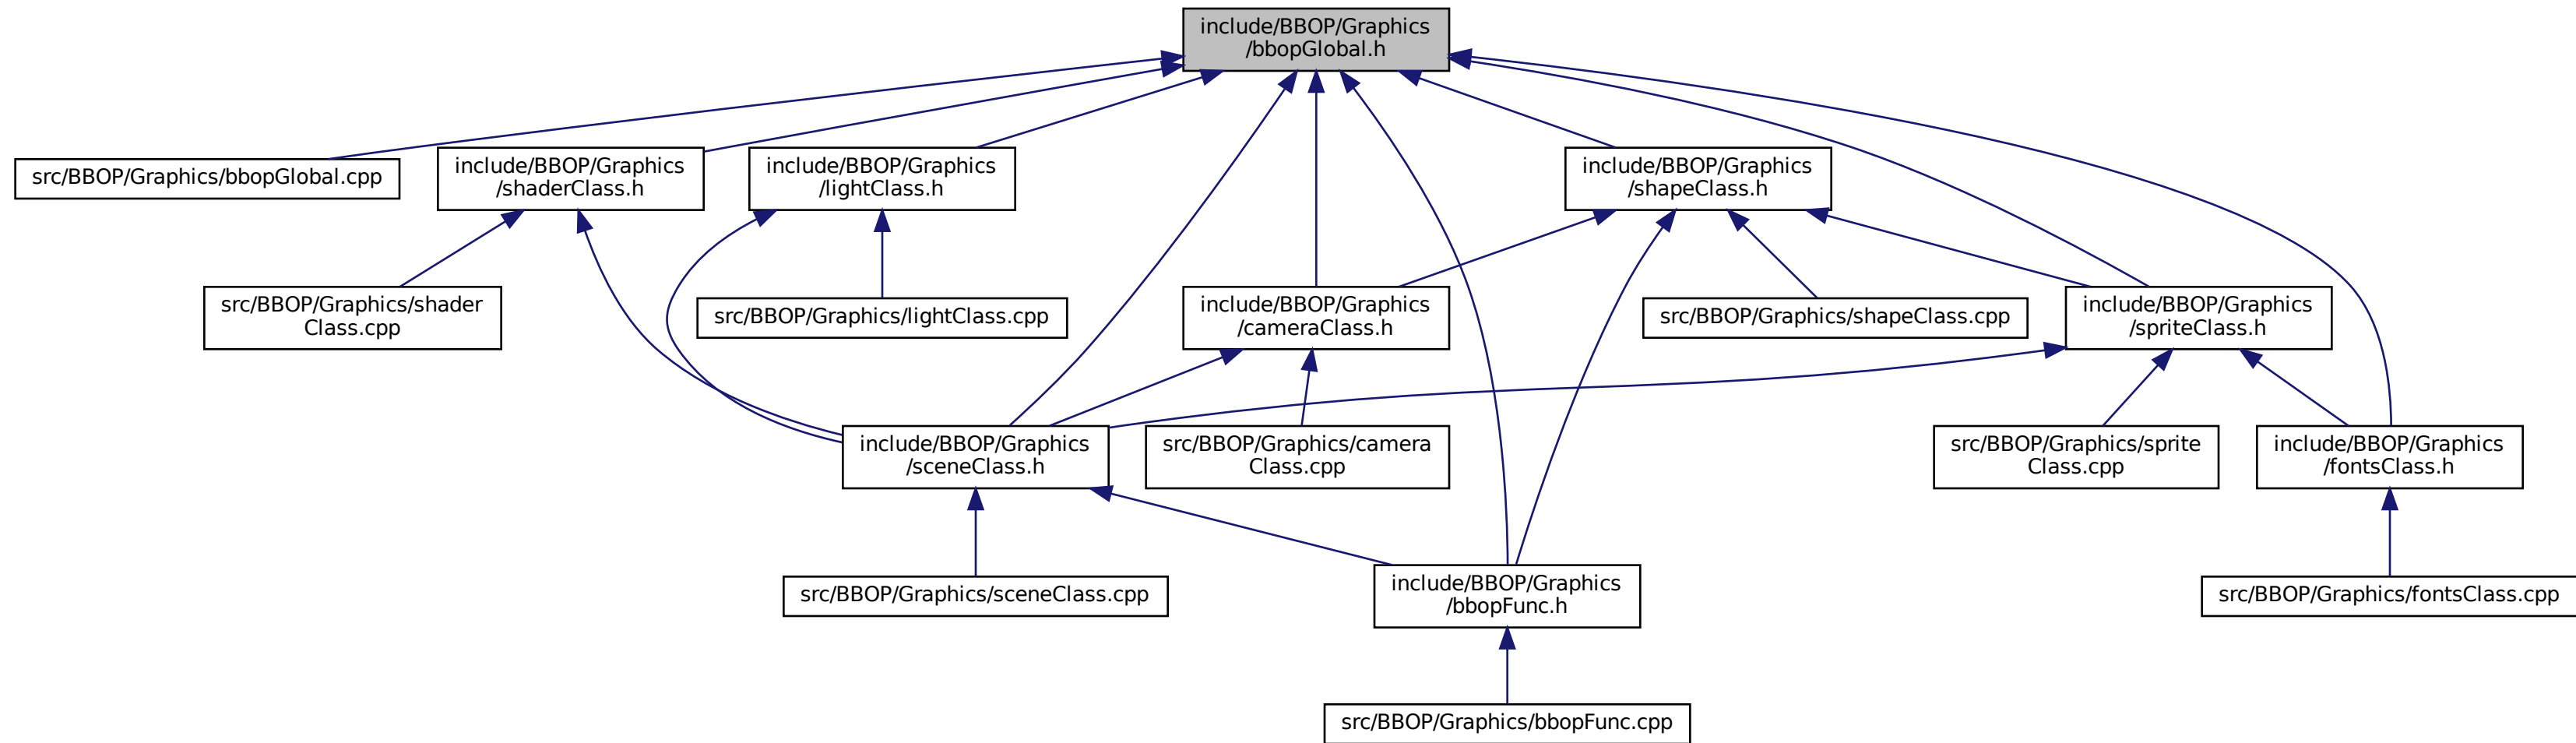 include/BBOP/Graphics
/bbopGlobal.h
src/BBOP/Graphics/bbopGlobal.cpp
include/BBOP/Graphics
/shaderClass.h
include/BBOP/Graphics
/lightClass.h
include/BBOP/Graphics
/shapeClass.h
src/BBOP/Graphics/shader
Class.cpp
src/BBOP/Graphics/lightClass.cpp
include/BBOP/Graphics
/cameraClass.h
src/BBOP/Graphics/shapeClass.cpp
include/BBOP/Graphics
/spriteClass.h
include/BBOP/Graphics
/sceneClass.h
src/BBOP/Graphics/camera
Class.cpp
src/BBOP/Graphics/sprite
Class.cpp
include/BBOP/Graphics
/fontsClass.h
src/BBOP/Graphics/sceneClass.cpp
include/BBOP/Graphics
/bbopFunc.h
src/BBOP/Graphics/fontsClass.cpp
src/BBOP/Graphics/bbopFunc.cpp